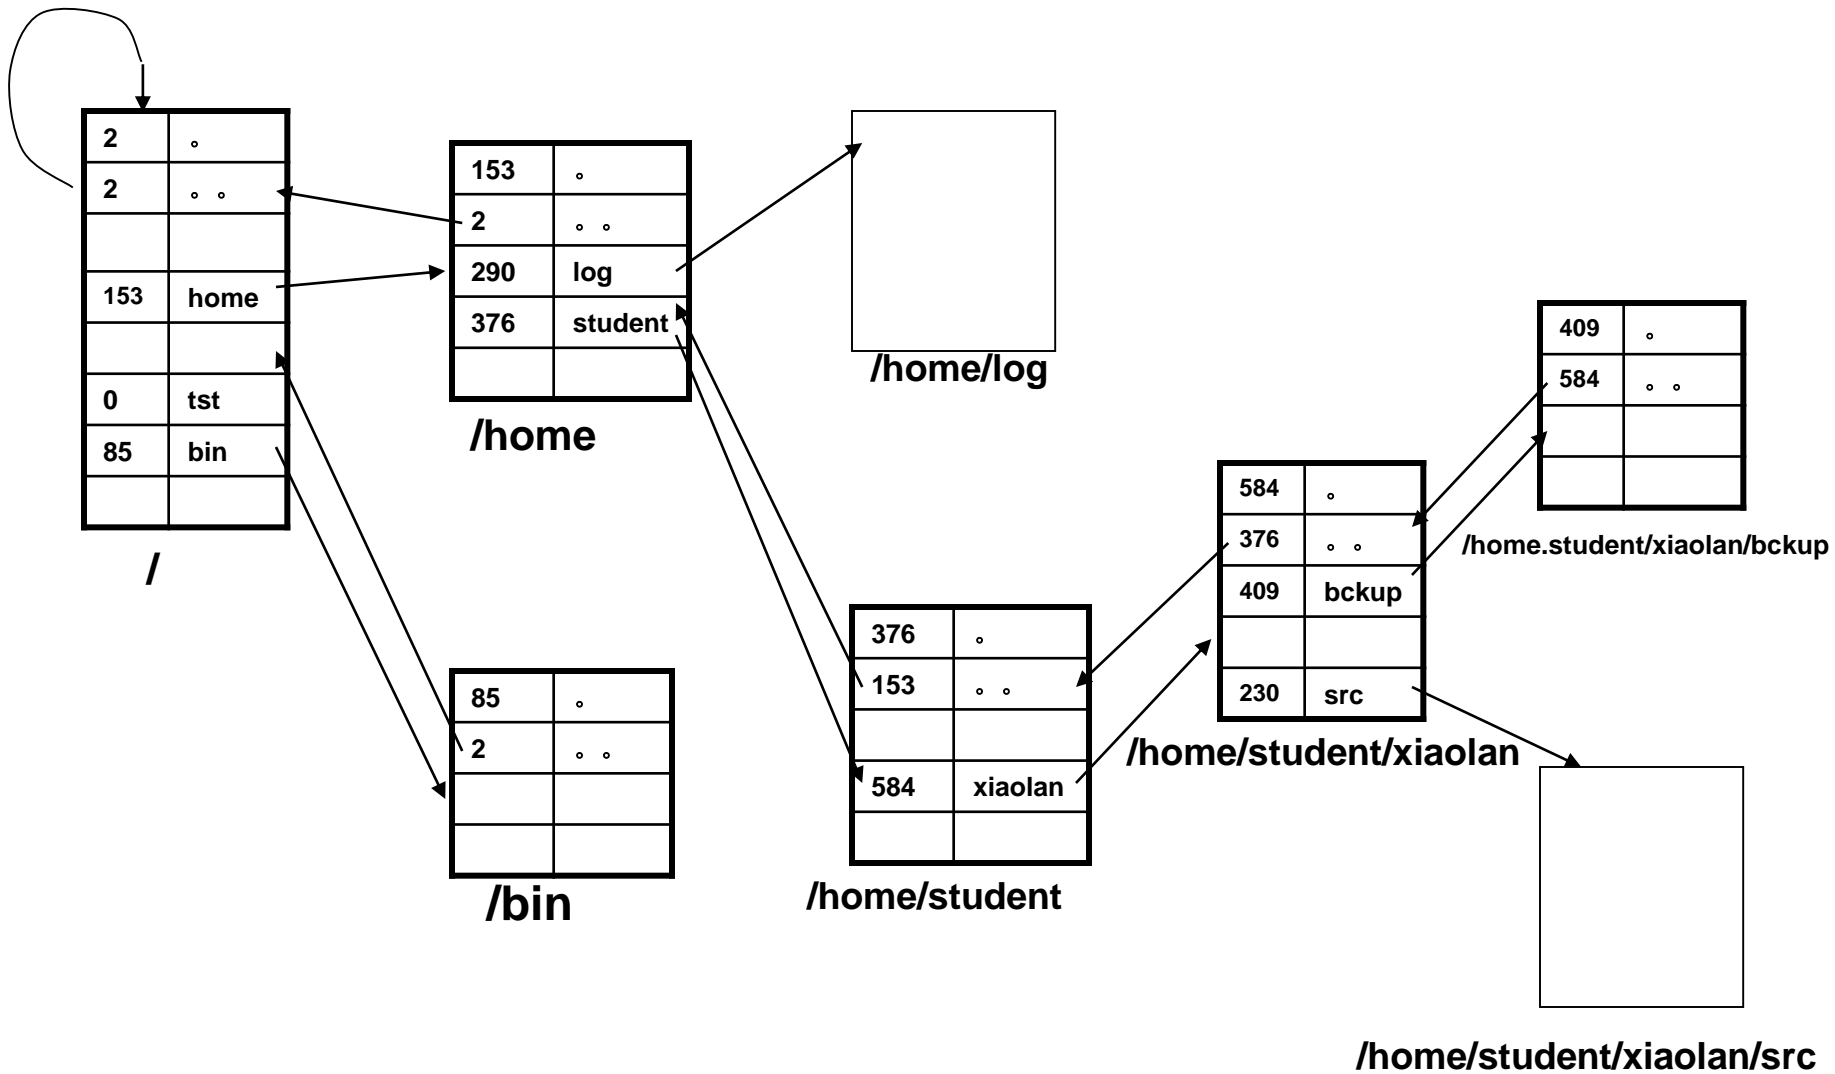 2 。
2 。。
153 home
0 tst
85 bin
/
153 。
2 。。
290 log
376 student
/home
/home/log
85 。
2 。。
/bin
376 。
153 。。
584 xiaolan
/home/student
584 。
376 。。
409 bckup
230 src
/home/student/xiaolan
409 。
584 。。
/home.student/xiaolan/bckup
/home/student/xiaolan/src